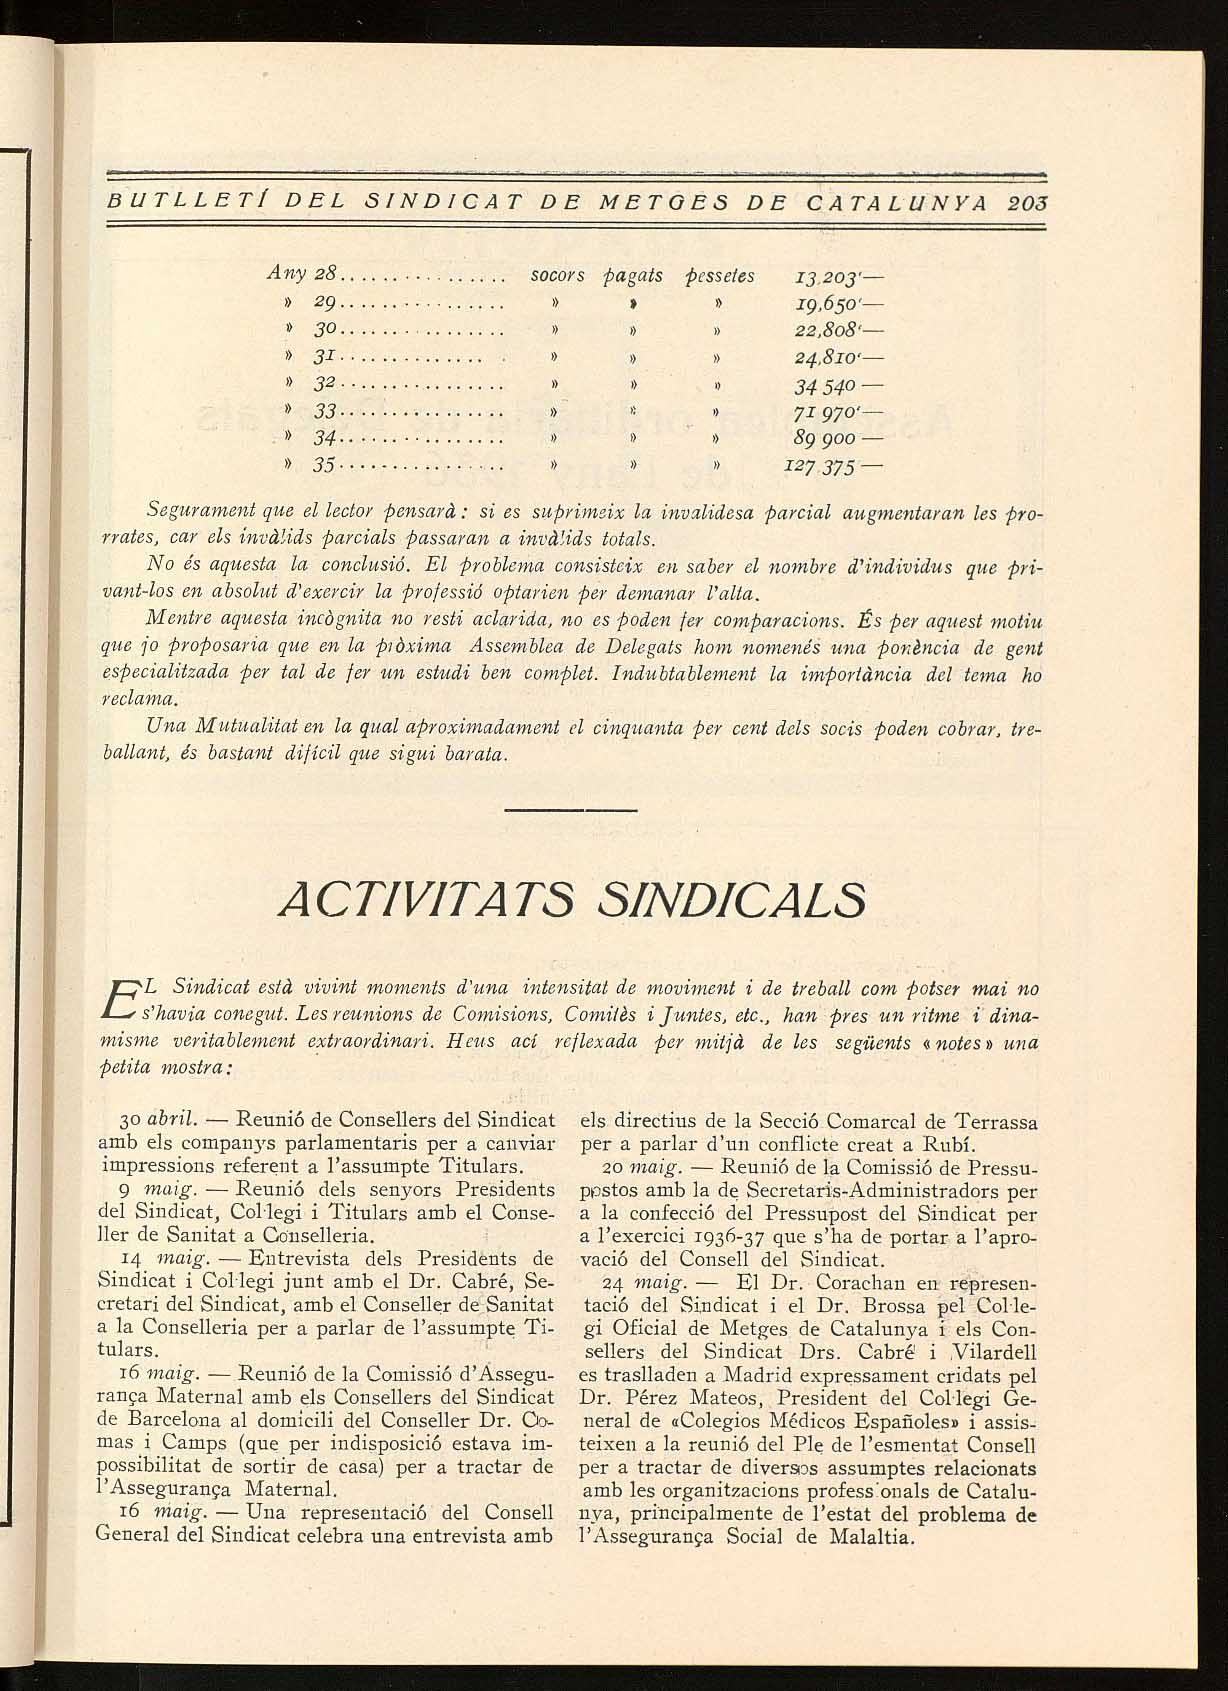 BUTLLETÍ DEL SINDICAT DE METGES DE CATALUNYA 203
Any 28................ socors pagats pessetes 13,203'—
» 29................ » » » 19,650'—
» 30................ » » » 22,808'—
» 31................ » » » 24,810'—
» 32................ » » » 34 540 —
» 33................ » » » 71 970'—
» 34................ » » » 89 900 —
» 35................ » » » 127 375 —
Segurament que el lector pensarà: si es suprimeix la invalidesa parcial augmentaran les pro-
rrates, car els invàlids parcials passaran a invàlids totals.
No és aquesta la conclusió. El problema consisteix en saber el nombre d'individus que pri-
vant-los en absolut d'exercir la professió optarien per demanar l'alta.
Mentre aquesta incògnita no resti aclarida, no es poden fer comparacions. És per aquest motiu
que jo proposaria que en la pròxima Assemblea de Delegats hom nomenés una ponència de gent
especialitzada per tal de fer un estudi ben complet. Indubtablement la importància del tema ho
reclama.
Una Mutualitat en la qual aproximadament el cinquanta per cent dels socis poden cobrar, tre-
ballant, és bastant difícil que sigui barata.
ACTIVITATS SINDICALS
EL Sindicat està vivint moments d'una intensitat de moviment i de treball com potser mai no
s'havia conegut. Les reunions de Comisions, Comitès i Juntes, etc., han pres un ritme i dina-
misme veritablement extraordinari. Heus ací reflexada per mitjà de les següents «notes» una
petita mostra:
30 abril. — Reunió de Consellers del Sindicat
amb els companys parlamentaris per a canviar
impressions referent a l'assumpte Titulars.
9 maig. — Reunió dels senyors Presidents
del Sindicat, Col·legi i Titulars amb el Conse-
ller de Sanitat a Conselleria.
14 maig. — Entrevista dels Presidents de
Sindicat i Col·legi junt amb el Dr. Cabré, Se-
cretari del Sindicat, amb el Conseller de Sanitat
a la Conselleria per a parlar de l'assumpte Ti-
tulars.
16 maig. — Reunió de la Comissió d'Assegu-
rança Maternal amb els Consellers del Sindicat
de Barcelona al domicili del Conseller Dr. Co-
mas i Camps (que per indisposició estava im-
possibilitat de sortir de casa) per a tractar de
l'Assegurança Maternal.
16 maig. — Una representació del Consell
General del Sindicat celebra una entrevista amb
els directius de la Secció Comarcal de Terrassa
per a parlar d'un conflicte creat a Rubí.
20 maig. — Reunió de la Comissió de Pressu-
postos amb la de Secretaris-Administradors per
a la confecció del Pressupost del Sindicat per
a l'exercici 1936-37 que s'ha de portar a l'apro-
vació del Consell del Sindicat.
24 maig. — El Dr. Corachan en represen-
tació del Sindicat i el Dr. Brossa pel Col·le-
gi Oficial de Metges de Catalunya i els Con-
sellers del Sindicat Drs. Cabré i Vilardell
es traslladen a Madrid expressament cridats pel
Dr. Pérez Mateos, President del Col·legi Ge-
neral de «Colegios Médicos Españoles» i assis-
teixen a la reunió del Ple de l'esmentat Consell
per a tractar de diversos assumptes relacionats
amb les organitzacions professionals de Catalu-
nya, principalmente de l'estat del problema de
l'Assegurança Social de Malaltia.